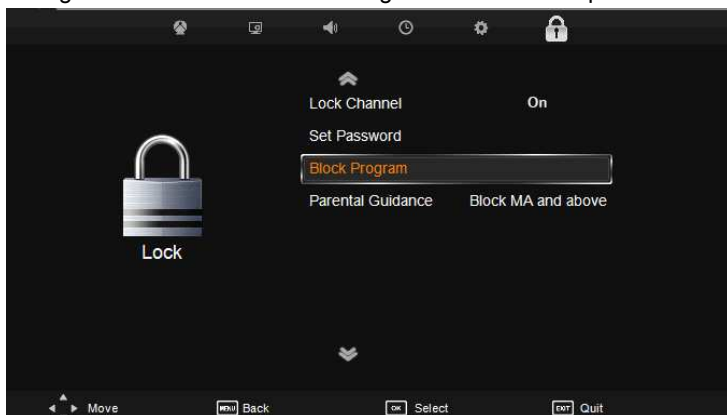 Lock Channel On
Set Password
Block Program
Parental Guidance Block MA and above
Lock
Move MENU Back OK Select EXIT Quit